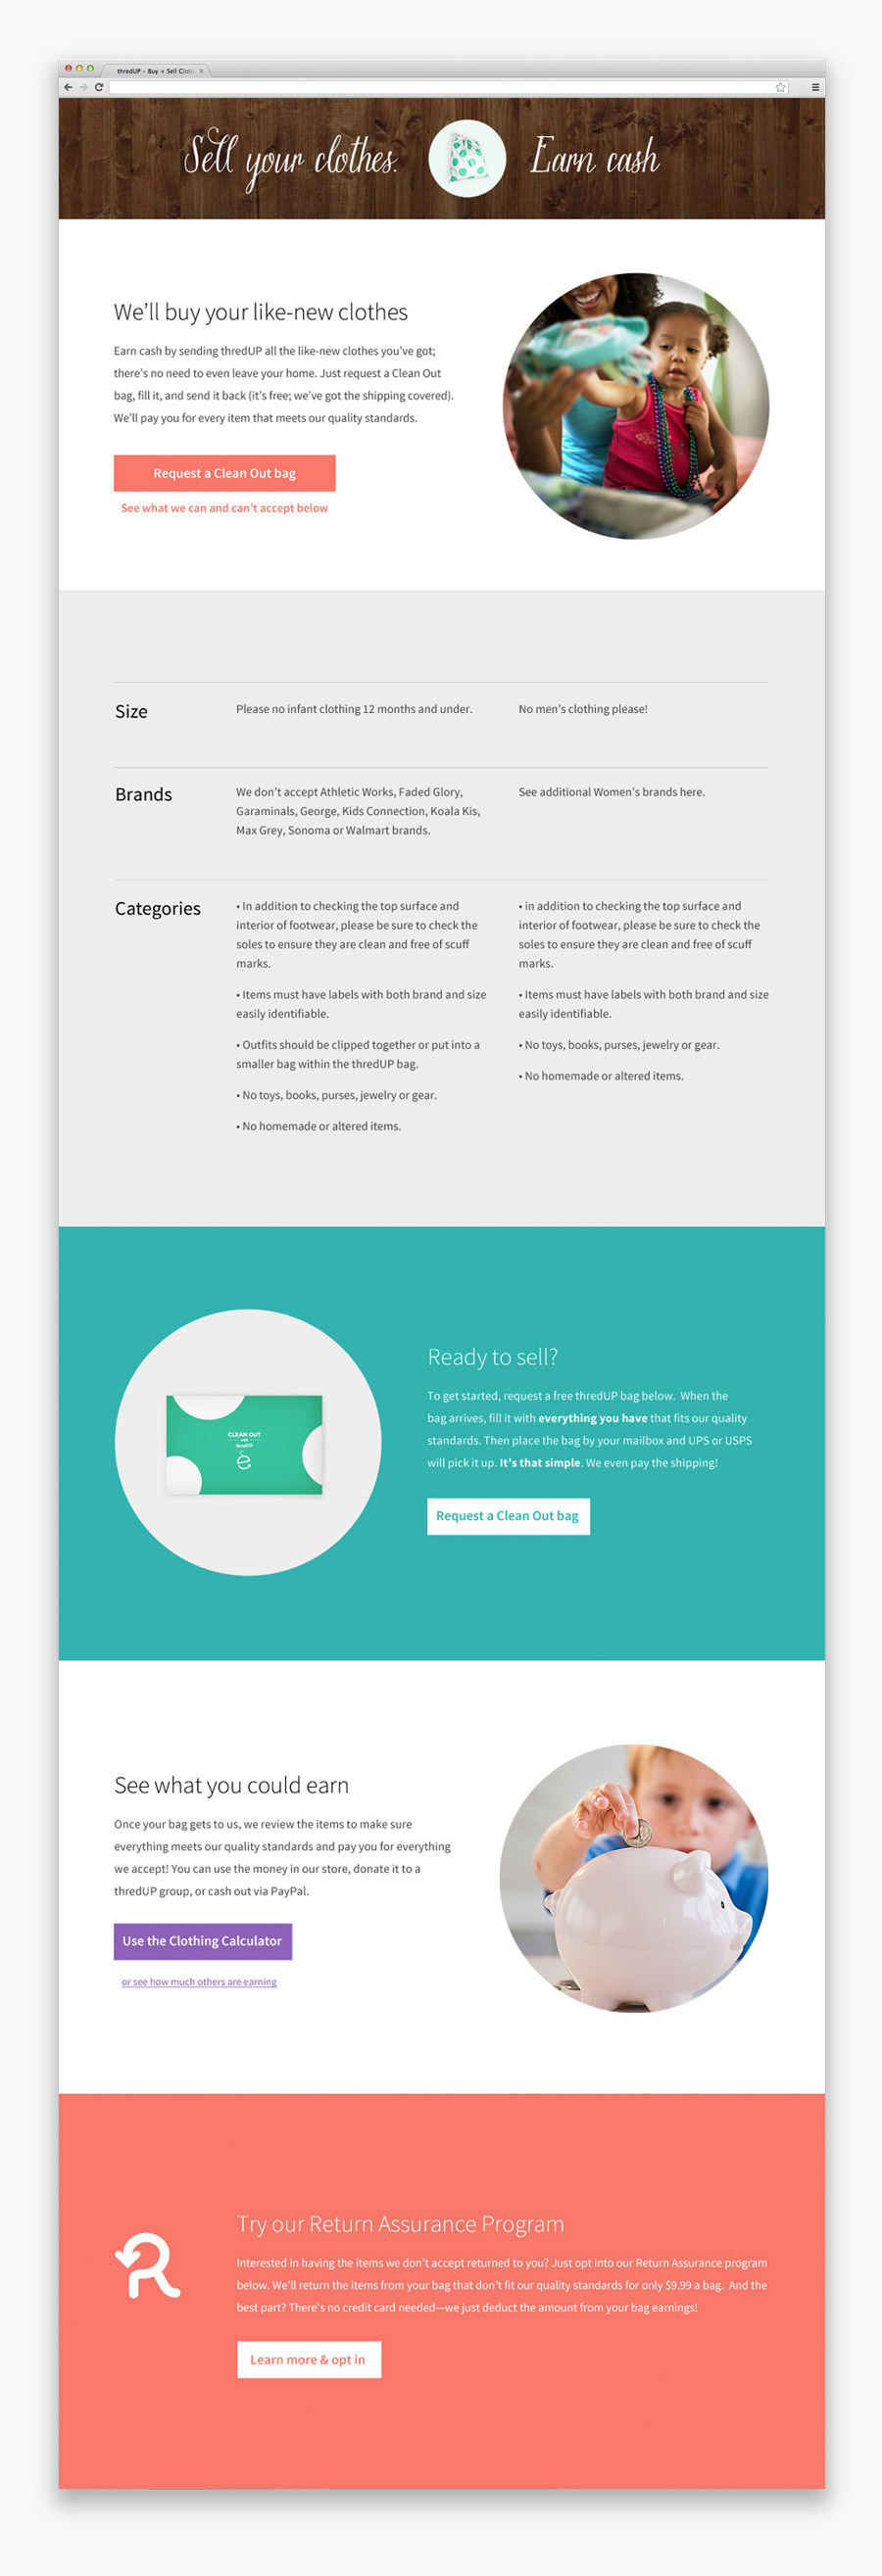 thredUP - Buy + Sell Cloth
Sell your clothes.
Earn cash
We'll buy your like-new clothes
Earn cash by sending thredUP all the like-new clothes you've got;
there's no need to even leave your home. Just request a Clean Out
bag, fill it, and send it back (it's free; we've got the shipping covered).
We'll pay you for every item that meets our quality standards.
Request a Clean Out bag
See what we can and can't accept below
Size
Please no infant clothing 12 months and under.
No men's clothing please!
Brands
We don't accept Athletic Works, Faded Glory,
Garaminals, George, Kids Connection, Koala Kis,
Max Grey, Sonoma or Walmart brands.
See additional Women's brands here.
Categories
• In addition to checking the top surface and
interior of footwear, please be sure to check the
soles to ensure they are clean and free of scuff
marks.
• Items must have labels with both brand and size
easily identifiable.
• Outfits should be clipped together or put into a
smaller bag within the thredUP bag.
• No toys, books, purses, jewelry or gear.
• No homemade or altered items.
• in addition to checking the top surface and
interior of footwear, please be sure to check the
soles to ensure they are clean and free of scuff
marks.
• Items must have labels with both brand and size
easily identifiable.
• No toys, books, purses, jewelry or gear.
• No homemade or altered items.
CLEAN OUT
with
thredUP
Ready to sell?
To get started, request a free thredUP bag below. When the
bag arrives, fill it with everything you have that fits our quality
standards. Then place the bag by your mailbox and UPS or USPS
will pick it up. It's that simple. We even pay the shipping!
Request a Clean Out bag
See what you could earn
Once your bag gets to us, we review the items to make sure
everything meets our quality standards and pay you for everything
we accept! You can use the money in our store, donate it to a
thredUP group, or cash out via PayPal.
Use the Clothing Calculator
or see how much others are earning
R
Try our Return Assurance Program
Interested in having the items we don't accept returned to you? Just opt into our Return Assurance program
below. We'll return the items from your bag that don't fit our quality standards for only $9.99 a bag. And the
best part? There's no credit card needed—we just deduct the amount from your bag earnings!
Learn more & opt in